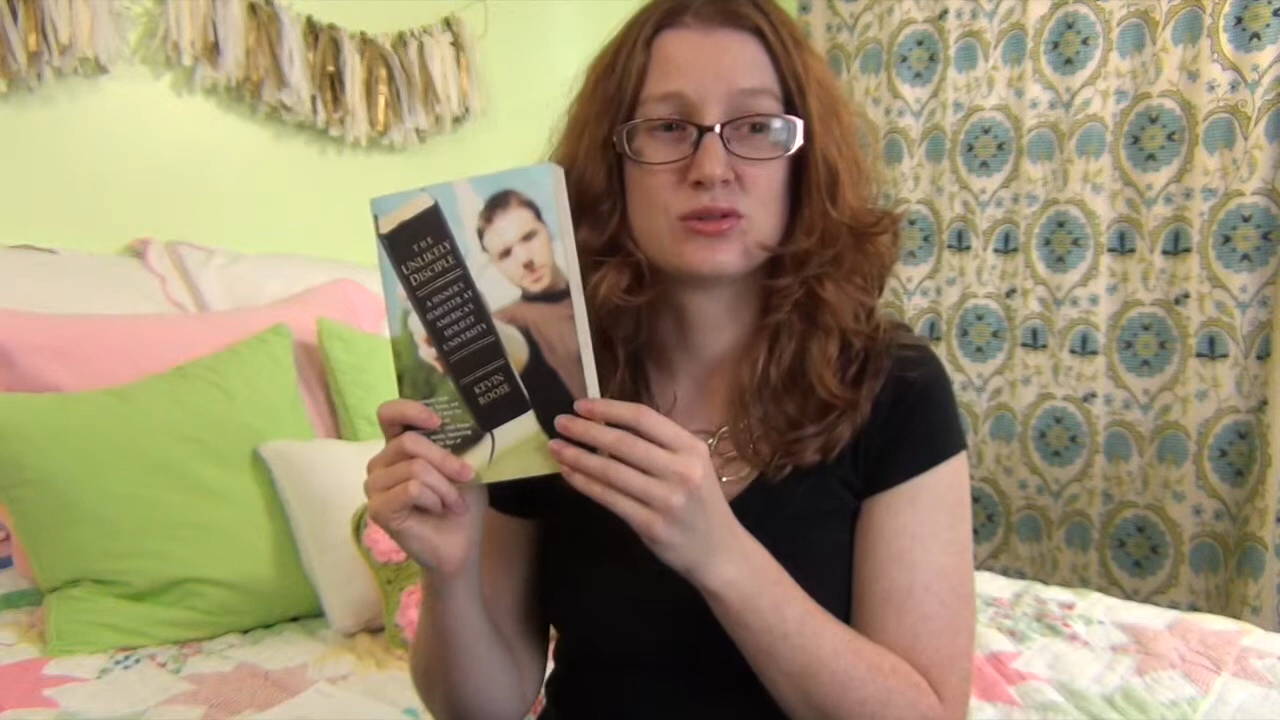 THE
UNLIKELY
DISCIPLE
A SINNER'S
SEMESTER AT
AMERICA'S
HOLIEST
UNIVERSITY
KEVIN
ROOSE